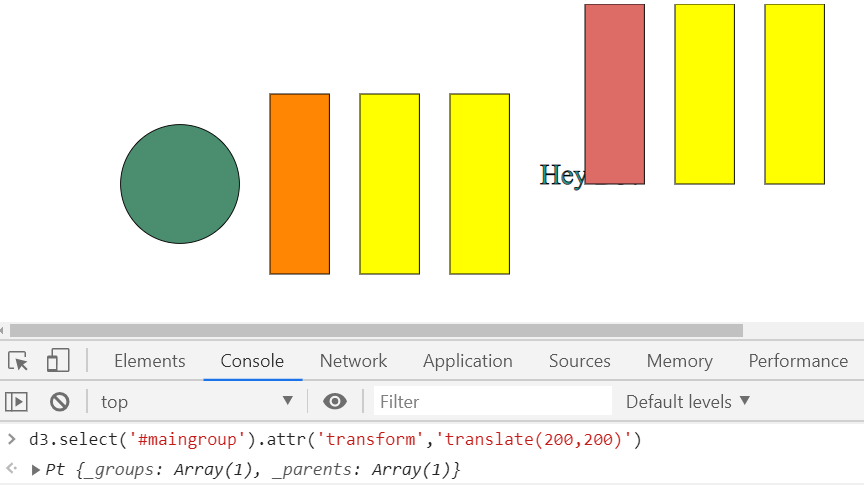 Hey
Elements Console Network Application Sources Memory Performance
top Filter Default levels
d3.select('#maingroup').attr('transform','translate(200,200)')
Pt {_groups: Array(1), _parents: Array(1)}